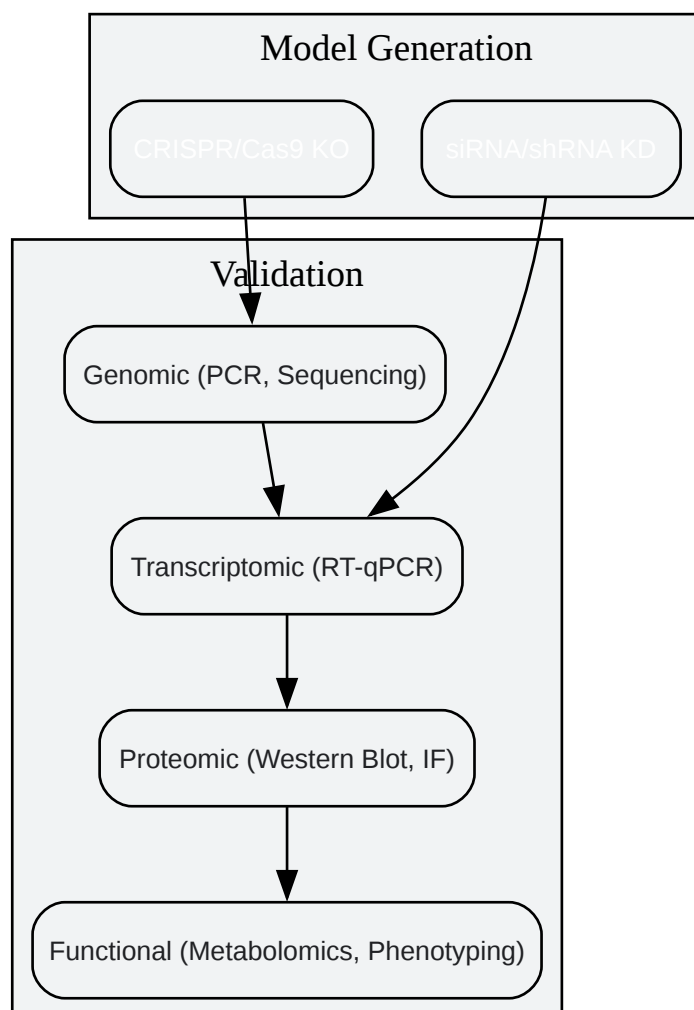 Model Generation
CRISPR/Cas9 KO
siRNA/shRNA KD
Validation
Genomic (PCR, Sequencing)
Transcriptomic (RT-qPCR)
Proteomic (Western Blot, IF)
Functional (Metabolomics, Phenotyping)